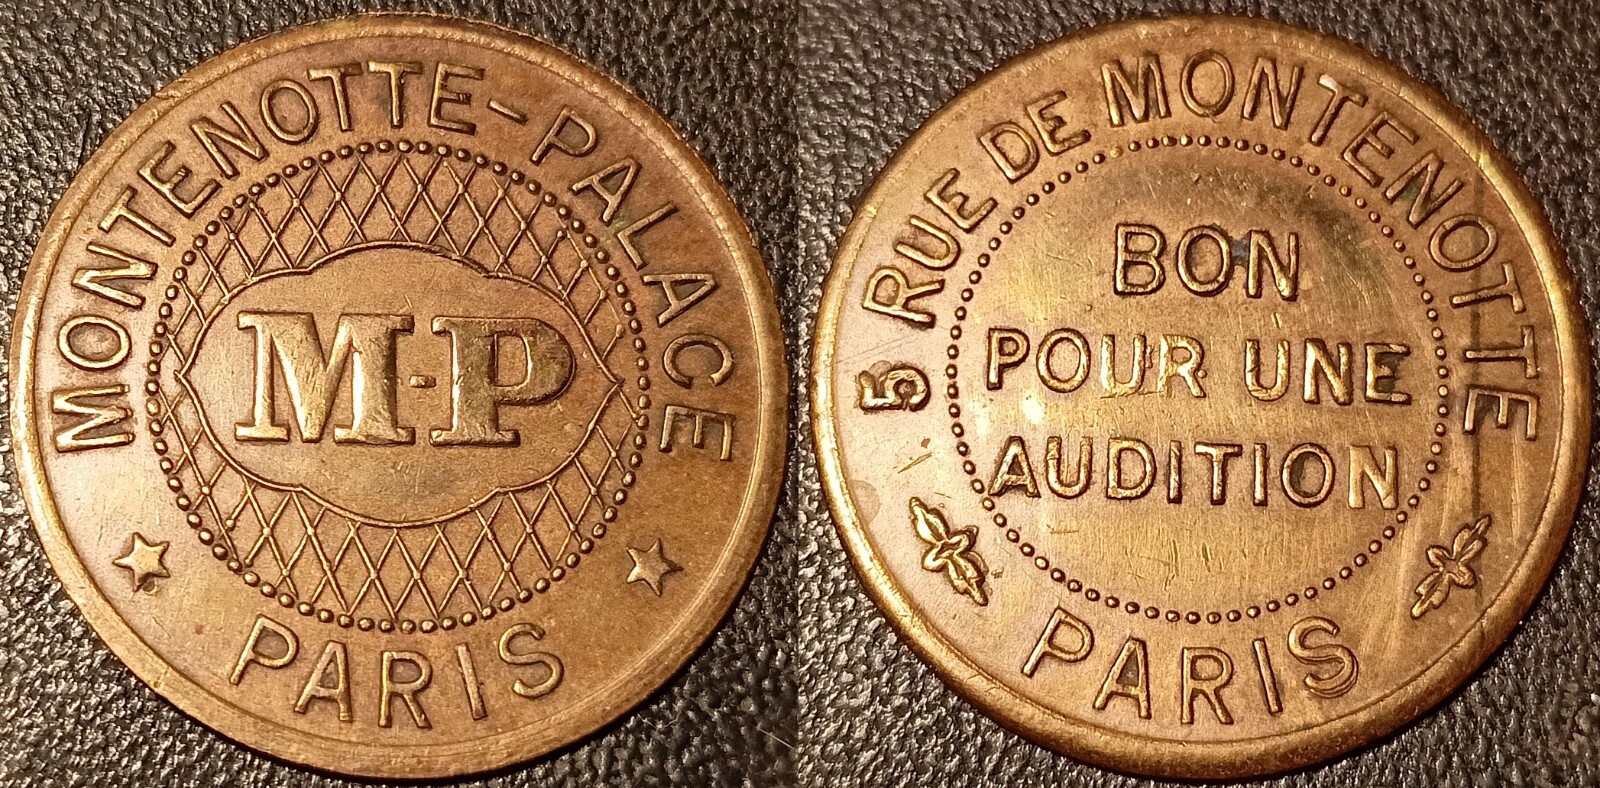 MONTENOTTE-PALACE
M-P
PARIS
5 RUE DE MONTENOTTE
BON
POUR UNE
AUDITION
PARIS